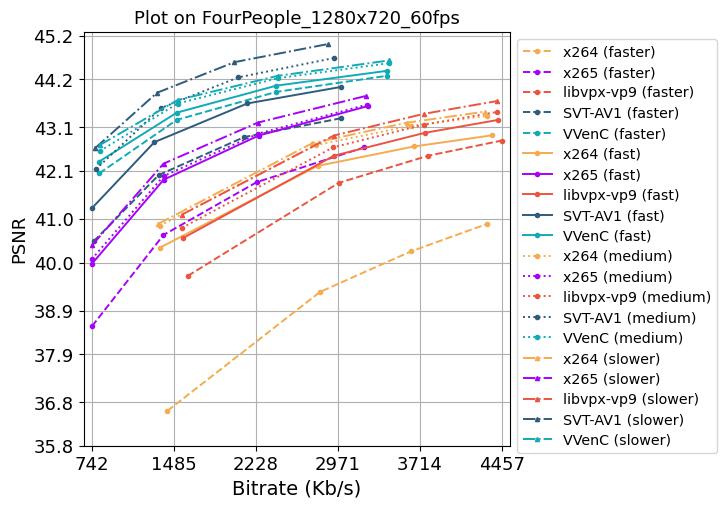 Plot on FourPeople_1280x720_60fps
45.2
44.2
43.1
42.1
41.0
40.0
38.9
37.9
36.8
35.8
PSNR
742
1485
2228
2971
3714
4457
Bitrate (Kb/s)
x264 (faster)
x265 (faster)
libvpx-vp9 (faster)
SVT-AV1 (faster)
VVenC (faster)
x264 (fast)
x265 (fast)
libvpx-vp9 (fast)
SVT-AV1 (fast)
VVenC (fast)
x264 (medium)
x265 (medium)
libvpx-vp9 (medium)
SVT-AV1 (medium)
VVenC (medium)
x264 (slower)
x265 (slower)
libvpx-vp9 (slower)
SVT-AV1 (slower)
VVenC (slower)